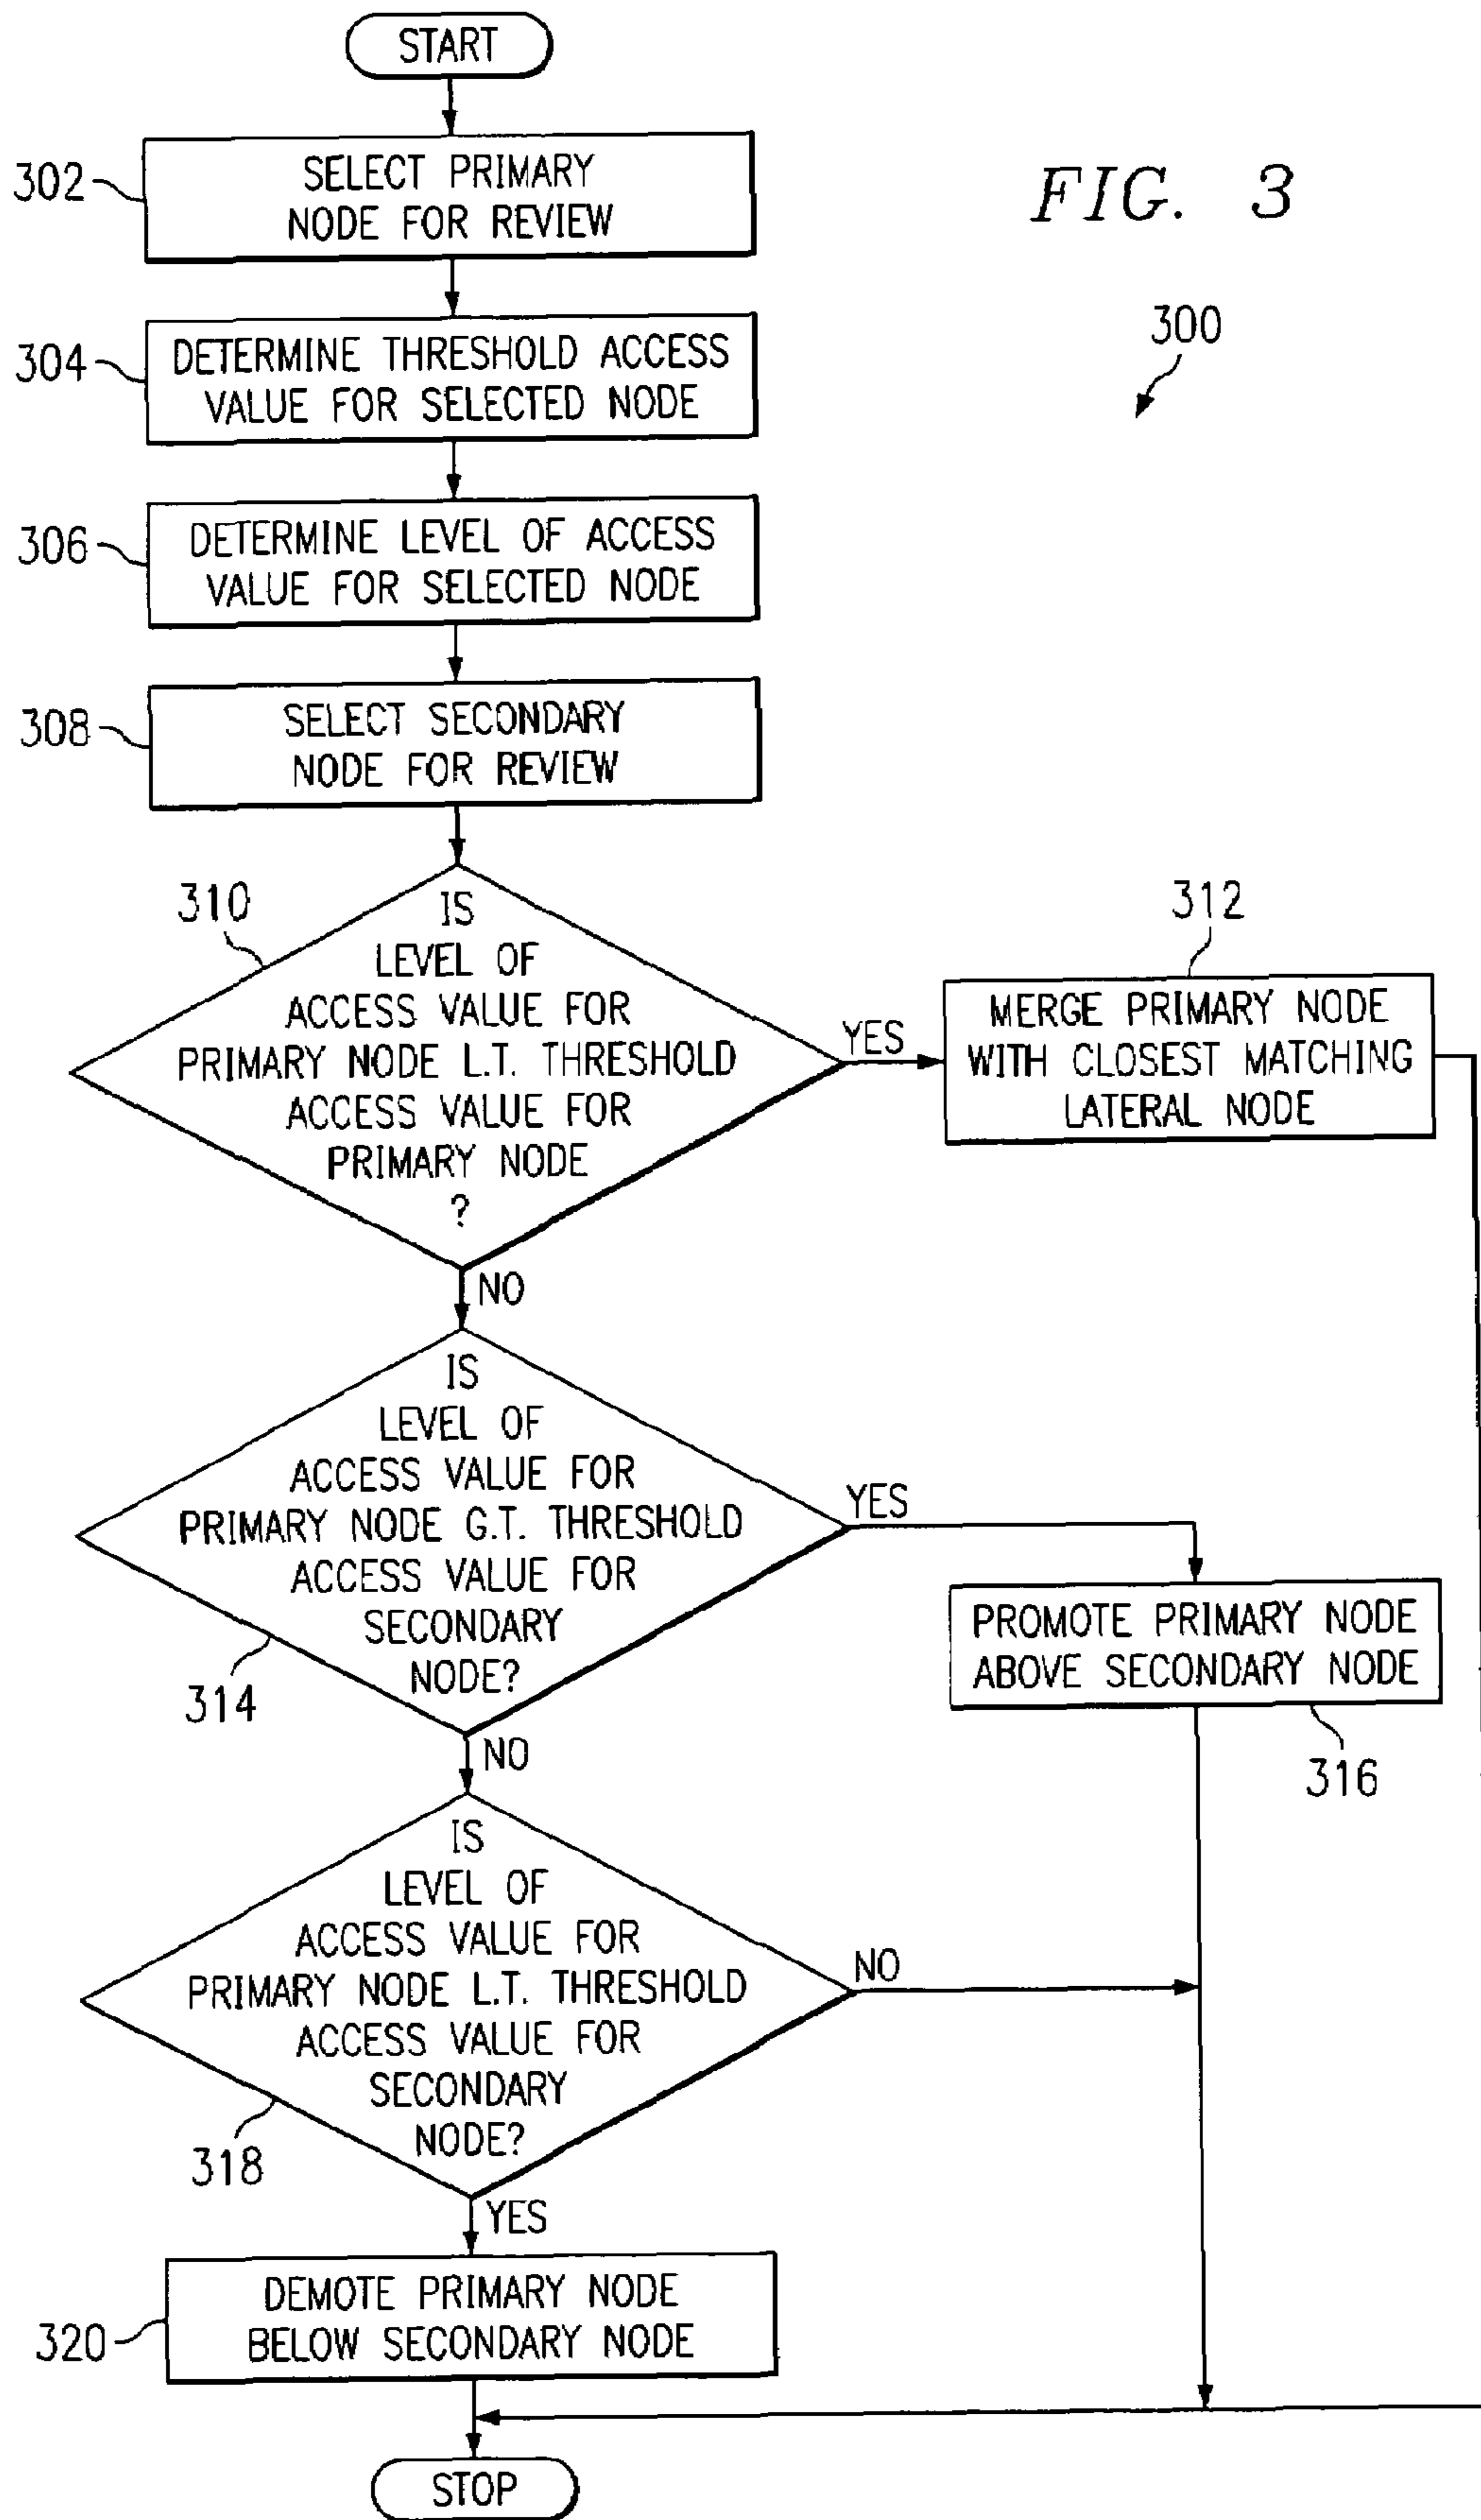 START
302
SELECT PRIMARY
NODE FOR REVIEW
FIG. 3
300
304
DETERMINE THRESHOLD ACCESS
VALUE FOR SELECTED NODE
306
DETERMINE LEVEL OF ACCESS
VALUE FOR SELECTED NODE
308
SELECT SECONDARY
NODE FOR REVIEW
310
IS
LEVEL OF
ACCESS VALUE FOR
PRIMARY NODE L.T. THRESHOLD
ACCESS VALUE FOR
PRIMARY NODE
?
YES
312
MERGE PRIMARY NODE
WITH CLOSEST MATCHING
LATERAL NODE
NO
IS
LEVEL OF
ACCESS VALUE FOR
PRIMARY NODE G.T. THRESHOLD
ACCESS VALUE FOR
SECONDARY
NODE?
314
YES
PROMOTE PRIMARY NODE
ABOVE SECONDARY NODE
316
NO
IS
LEVEL OF
ACCESS VALUE FOR
PRIMARY NODE L.T. THRESHOLD
ACCESS VALUE FOR
SECONDARY
NODE?
318
NO
YES
320
DEMOTE PRIMARY NODE
BELOW SECONDARY NODE
STOP